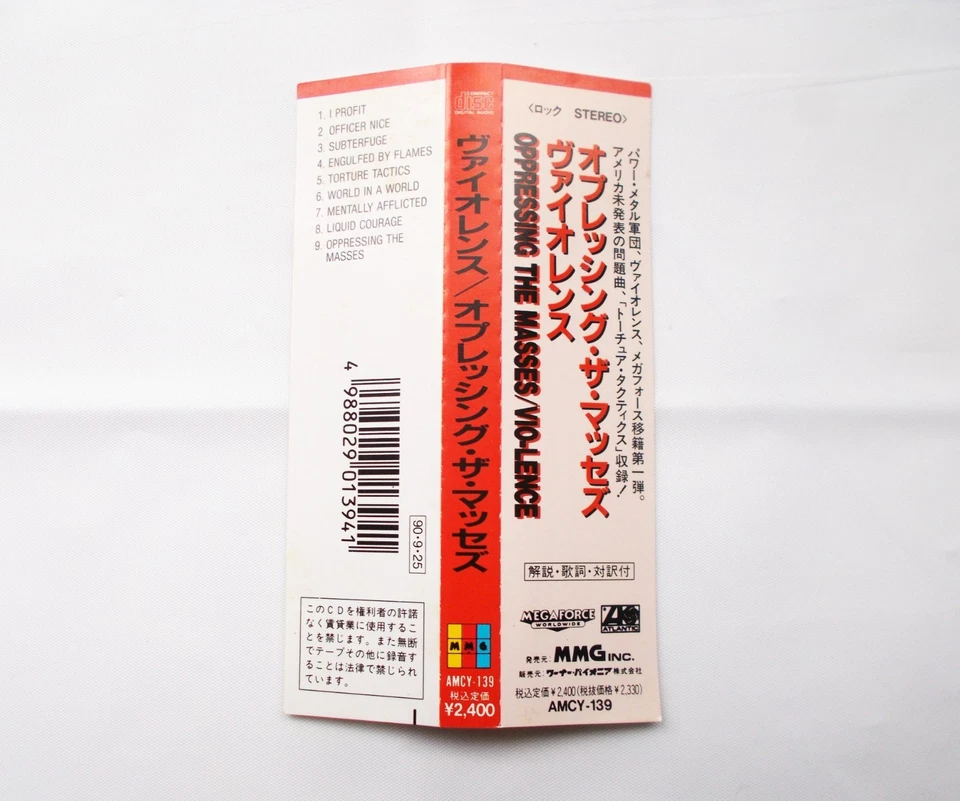 1. I PROFIT
2 OFFICER NICE
3. SUBTERFUGE
4. ENGULFED BY FLAMES
5. TORTURE TACTICS
6. WORLD IN A WORLD
7. MENTALLY AFFLICTED
8. LIQUID COURAGE
9. OPPRESSING THE
MASSES
4 988029 013941
90・9・25
このCDを権利者の許諾
なく賃貸業に使用するこ
とを禁じます。また無断
でテープその他に録音す
ることは法律で禁じられ
ています。
COMPACT
disc
DIGITAL AUDIO
ヴァイオレンス/オプレッシング・ザ・マッセズ
MMG
AMCY-139
税込定価
¥2,400
〈ロック STEREO〉
パワー・メタル軍団、ヴァイオレンス、メガフォース移籍第一弾。
アメリカ未発表の問題曲、「トーチュア・タクティクス」収録!
オプレッシング・ザ・マッセズ
ヴァイオレンス
OPPRESSING THE MASSES/VIO-LENCE
解説・歌詞・対訳付
MEGAFORCE
WORLDWIDE
ATLANTIC
発売元: MMG INC.
販売元: ワーナー・パイオニア株式会社
税込定価¥2,400(税抜価格¥2,330)
AMCY-139